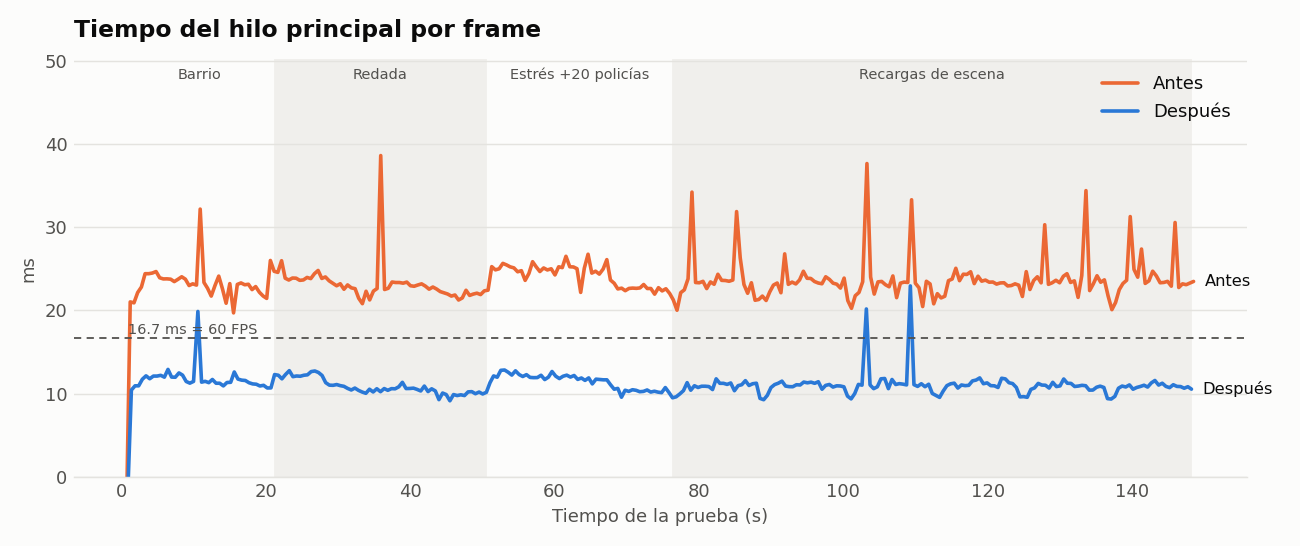 Tiempo del hilo principal por frame
50
Barrio
Redada
Estrés +20 policías
Recargas de escena
Antes
Después
40
30
ms
Antes
20
16.7 ms = 60 FPS
10
Después
0
0
20
40
60
80
100
120
140
Tiempo de la prueba (s)